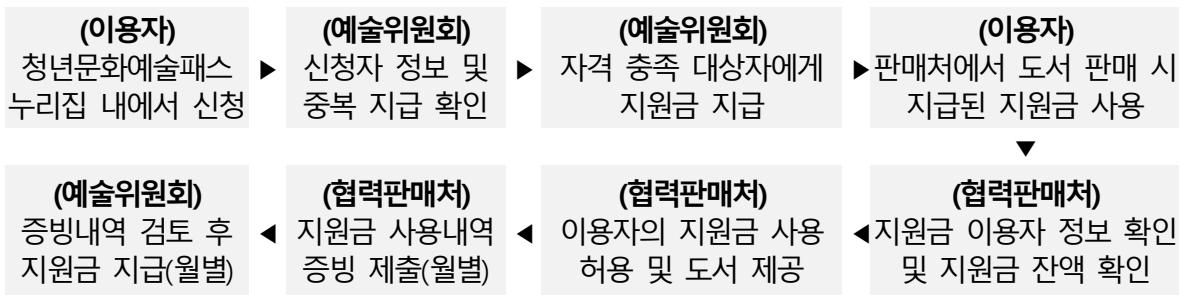 (이용자)
청년문화예술패스
누리집 내에서 신청
▶
(예술위원회)
신청자 정보 및
중복 지급 확인
▶
(예술위원회)
자격 충족 대상자에게
지원금 지급
▶
(이용자)
판매처에서 도서 판매 시
지급된 지원금 사용
▼
(협력판매처)
지원금 이용자 정보 확인
및 지원금 잔액 확인
◀
(협력판매처)
이용자의 지원금 사용
허용 및 도서 제공
◀
(협력판매처)
지원금 사용내역
증빙 제출(월별)
◀
(예술위원회)
증빙내역 검토 후
지원금 지급(월별)